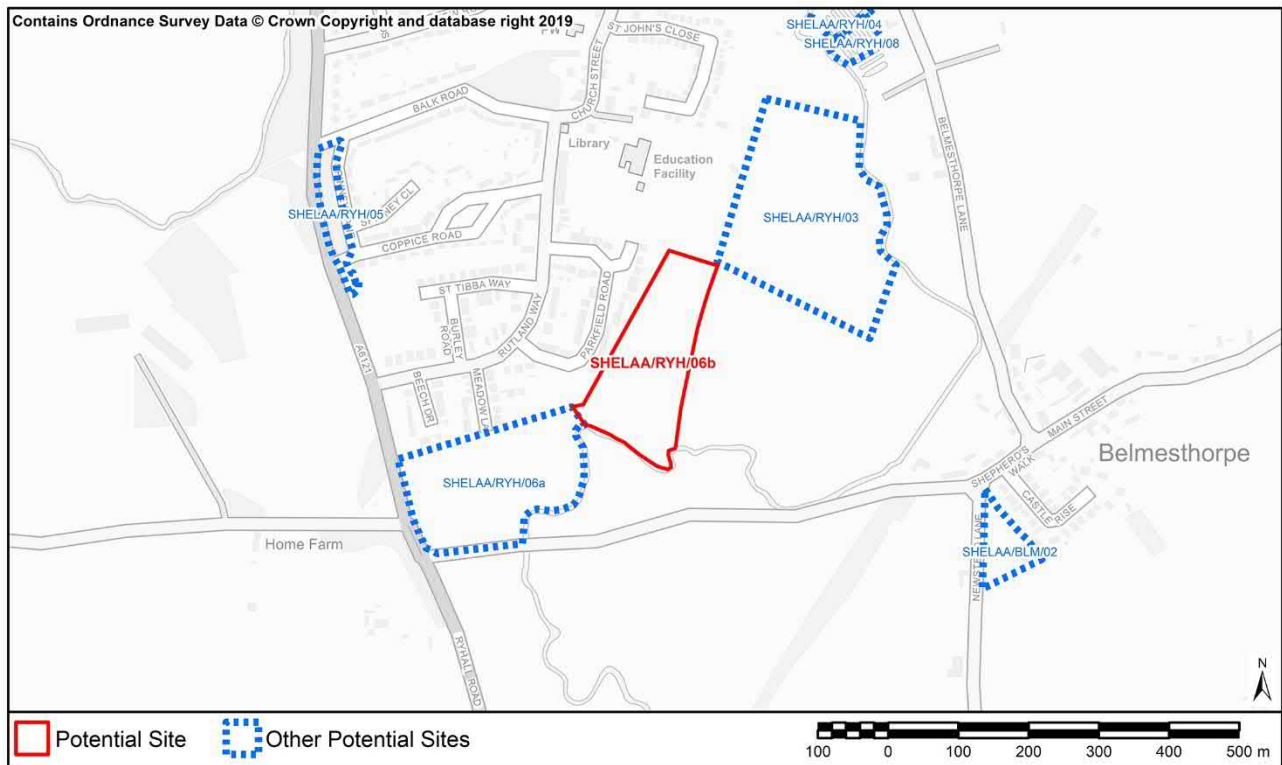 Contains Ordnance Survey Data © Crown Copyright and database right 2019
SHELAA/RYH/04
SHELAA/RYH/08
ST JOHN'S CLOSE
CHURCH STREET
BALK ROAD
Library
Education
Facility
BELMESTHORPE LANE
SHELAA/RYH/05
SHELAA/RYH/03
COPPICE ROAD
ST TIBBA WAY
BURLEY
ROAD
RUTLAND WAY
PARKFIELD ROAD
A6121
BEECH DR
MEADOW LA
SHELAA/RYH/06b
MAIN STREET
SHEPHERD'S
WALK
Belmesthorpe
CASTLE RISE
SHELAA/RYH/06a
Home Farm
SHELAA/BLM/02
RYHALL ROAD
N
Potential Site
Other Potential Sites
100 0 100 200 300 400 500 m